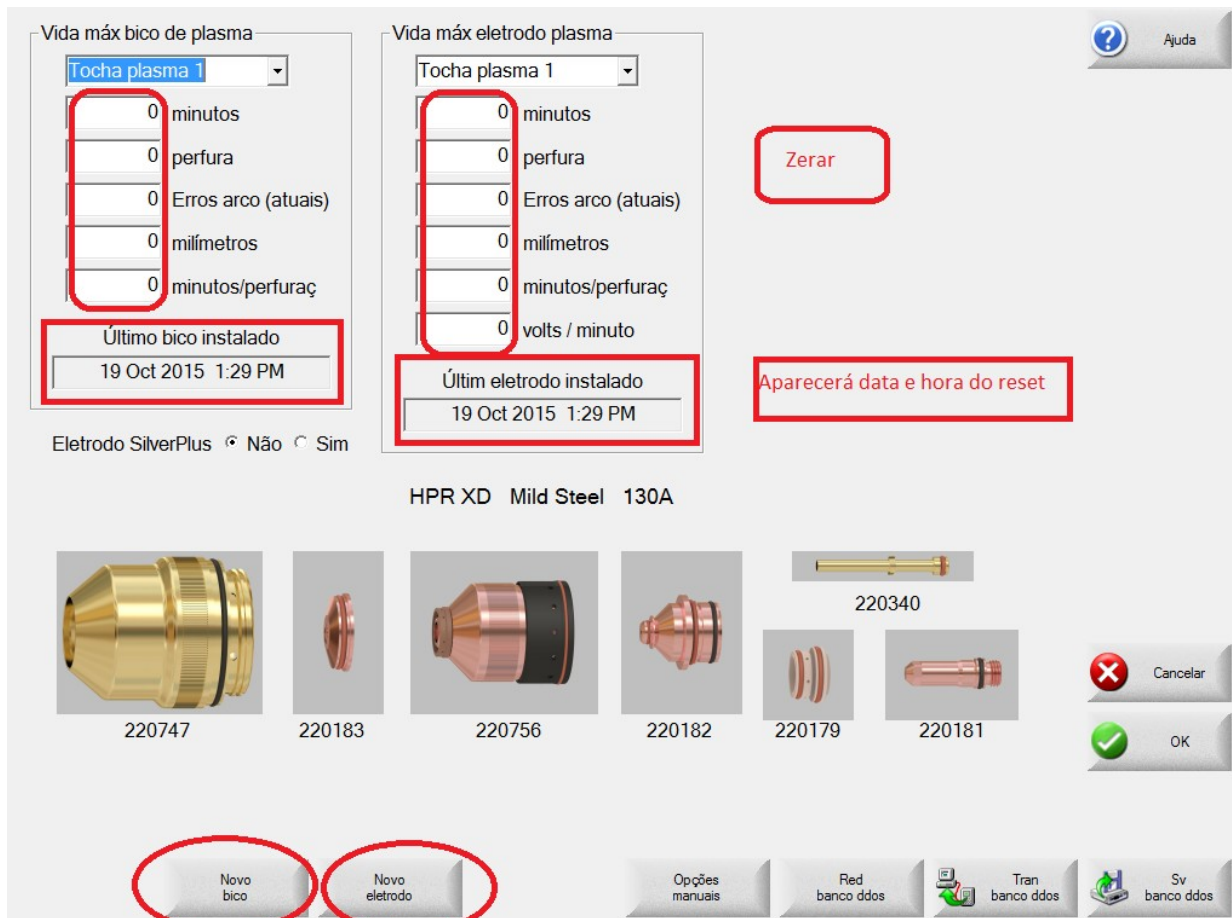 Vida máx bico de plasma
Tocha plasma 1
0 minutos
0 perfura
0 Erros arco (atuais)
0 milímetros
0 minutos/perfuraç
Último bico instalado
19 Oct 2015 1:29 PM
Eletrodo SilverPlus Não Sim
Vida máx eletrodo plasma
Tocha plasma 1
0 minutos
0 perfura
0 Erros arco (atuais)
0 milímetros
0 minutos/perfuraç
0 volts / minuto
Últim eletrodo instalado
19 Oct 2015 1:29 PM
Zerar
Aparecerá data e hora do reset
Ajuda
HPR XD Mild Steel 130A
220340
220747
220183
220756
220182
220179
220181
Cancelar
OK
Novo
bico
Novo
eletrodo
Opções
manuais
Red
banco ddos
Tran
banco ddos
Sv
banco ddos